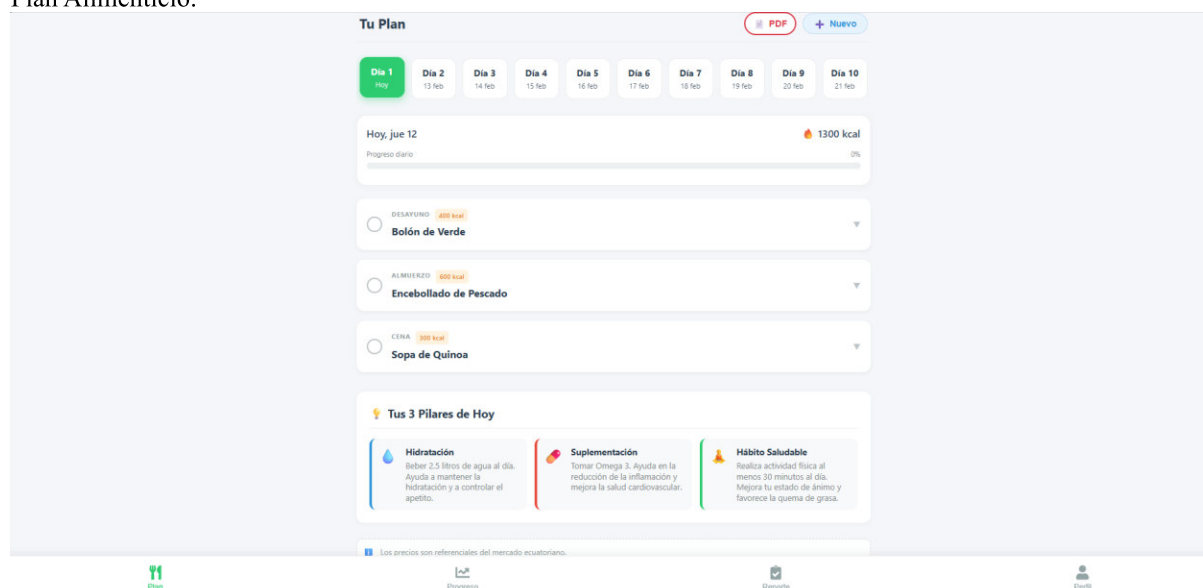 Plan Alimenticio.
Tu Plan
PDF
+ Nuevo
Día 1
Hoy
Día 2
13 feb
Día 3
14 feb
Día 4
15 feb
Día 5
16 feb
Día 6
17 feb
Día 7
18 feb
Día 8
19 feb
Día 9
20 feb
Día 10
21 feb
Hoy, jue 12
1300 kcal
Progreso diario
0%
DESAYUNO 400 kcal
Bolón de Verde
ALMUERZO 600 kcal
Encebollado de Pescado
CENA 300 kcal
Sopa de Quinoa
Tus 3 Pilares de Hoy
Hidratación
Beber 2.5 litros de agua al día.
Ayuda a mantener la
hidratación y a controlar el
apetito.
Suplementación
Tomar Omega 3. Ayuda en la
reducción de la inflamación y
mejora la salud cardiovascular.
Hábito Saludable
Realiza actividad física al
menos 30 minutos al día.
Mejora tu estado de ánimo y
favorece la quema de grasa.
Los precios son referenciales del mercado ecuatoriano.
Plan
Progreso
Reporte
Perfil